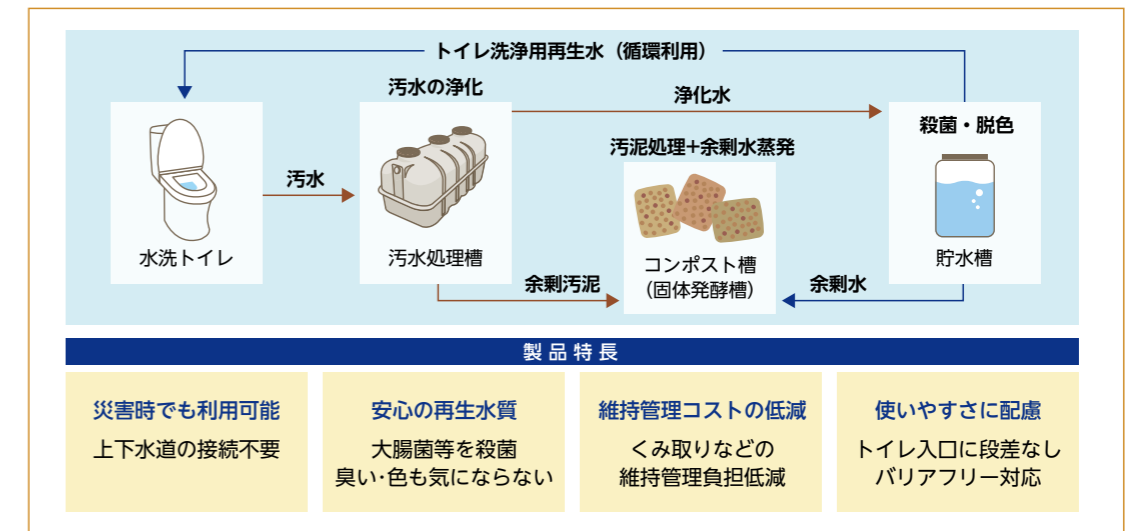 トイレ洗浄用再生水（循環利用）
汚水の浄化
浄化水
殺菌・脱色
汚泥処理+余剰水蒸発
汚水
水洗トイレ
汚水処理槽
コンポスト槽
（固体発酵槽）
貯水槽
余剰汚泥
余剰水
製品特長
災害時でも利用可能
上下水道の接続不要
安心の再生水質
大腸菌等を殺菌
臭い・色も気にならない
維持管理コストの低減
くみ取りなどの
維持管理負担低減
使いやすさに配慮
トイレ入口に段差なし
バリアフリー対応